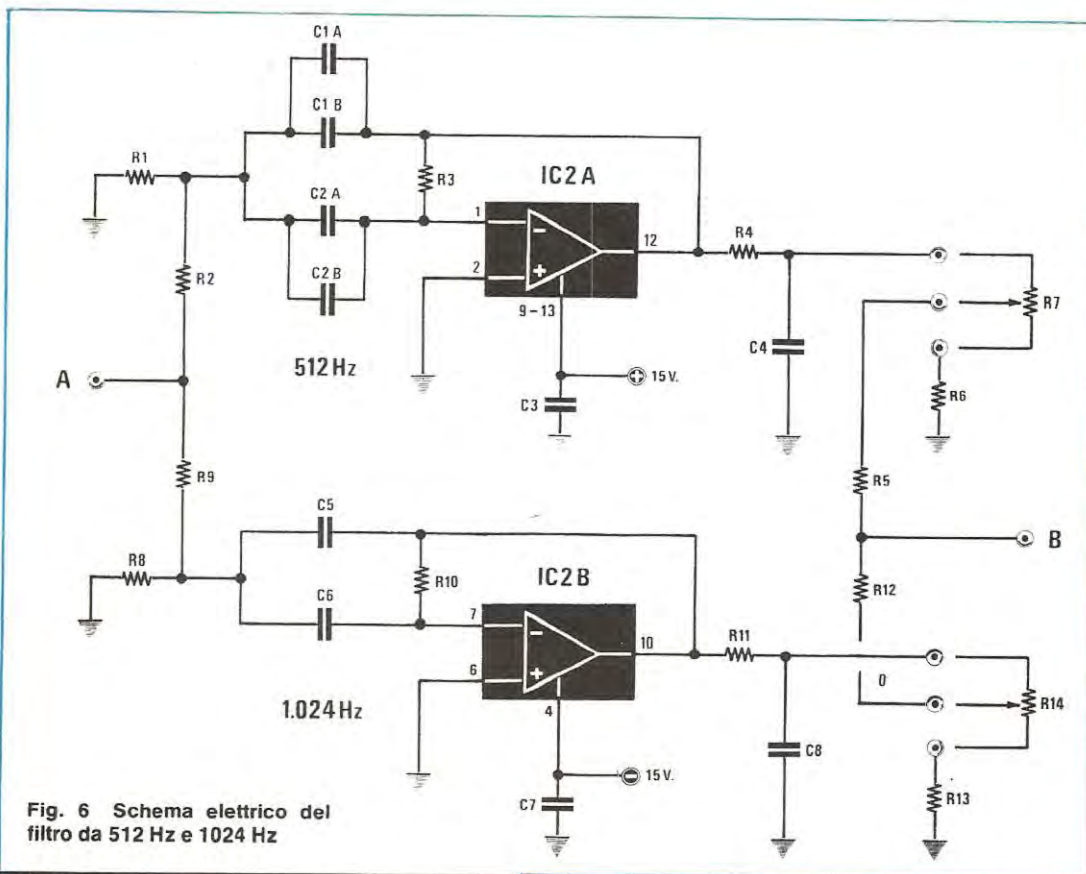 C1 A
C1 B
R1
R3
IC2A
C2 A
1
-
12
R4
R2
2
+
R7
C2 B
9-13
512 Hz
C4
A
+ 15 V.
C3
R6
R9
R5
C5
B
R8
R10
IC2B
R12
C6
7
-
10
R11
6
+
0
4
R14
1.024 Hz
C8
- 15 V.
C7
R13
Fig. 6 Schema elettrico del
filtro da 512 Hz e 1024 Hz